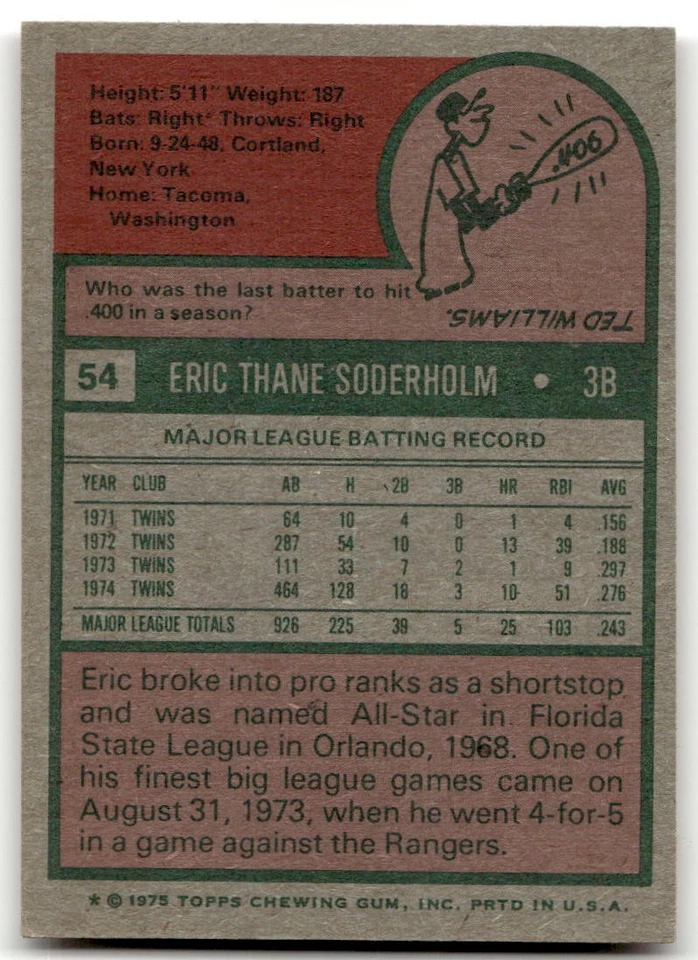 Height: 5'11" Weight: 187
Bats: Right Throws: Right
Born: 9-24-48, Cortland,
New York
Home: Tacoma,
Washington
.406
Who was the last batter to hit
.400 in a season?
TED WILLIAMS.
54 ERIC THANE SODERHOLM • 3B
MAJOR LEAGUE BATTING RECORD
YEAR CLUB AB H 2B 3B HR RBI AVG
1971 TWINS 64 10 4 0 1 4 .156
1972 TWINS 287 54 10 0 13 39 .188
1973 TWINS 111 33 7 2 1 9 .297
1974 TWINS 464 128 18 3 10 51 .276
MAJOR LEAGUE TOTALS 926 225 39 5 25 103 .243
Eric broke into pro ranks as a shortstop
and was named All-Star in Florida
State League in Orlando, 1968. One of
his finest big league games came on
August 31, 1973, when he went 4-for-5
in a game against the Rangers.
* © 1975 TOPPS CHEWING GUM, INC. PRTD IN U.S.A.